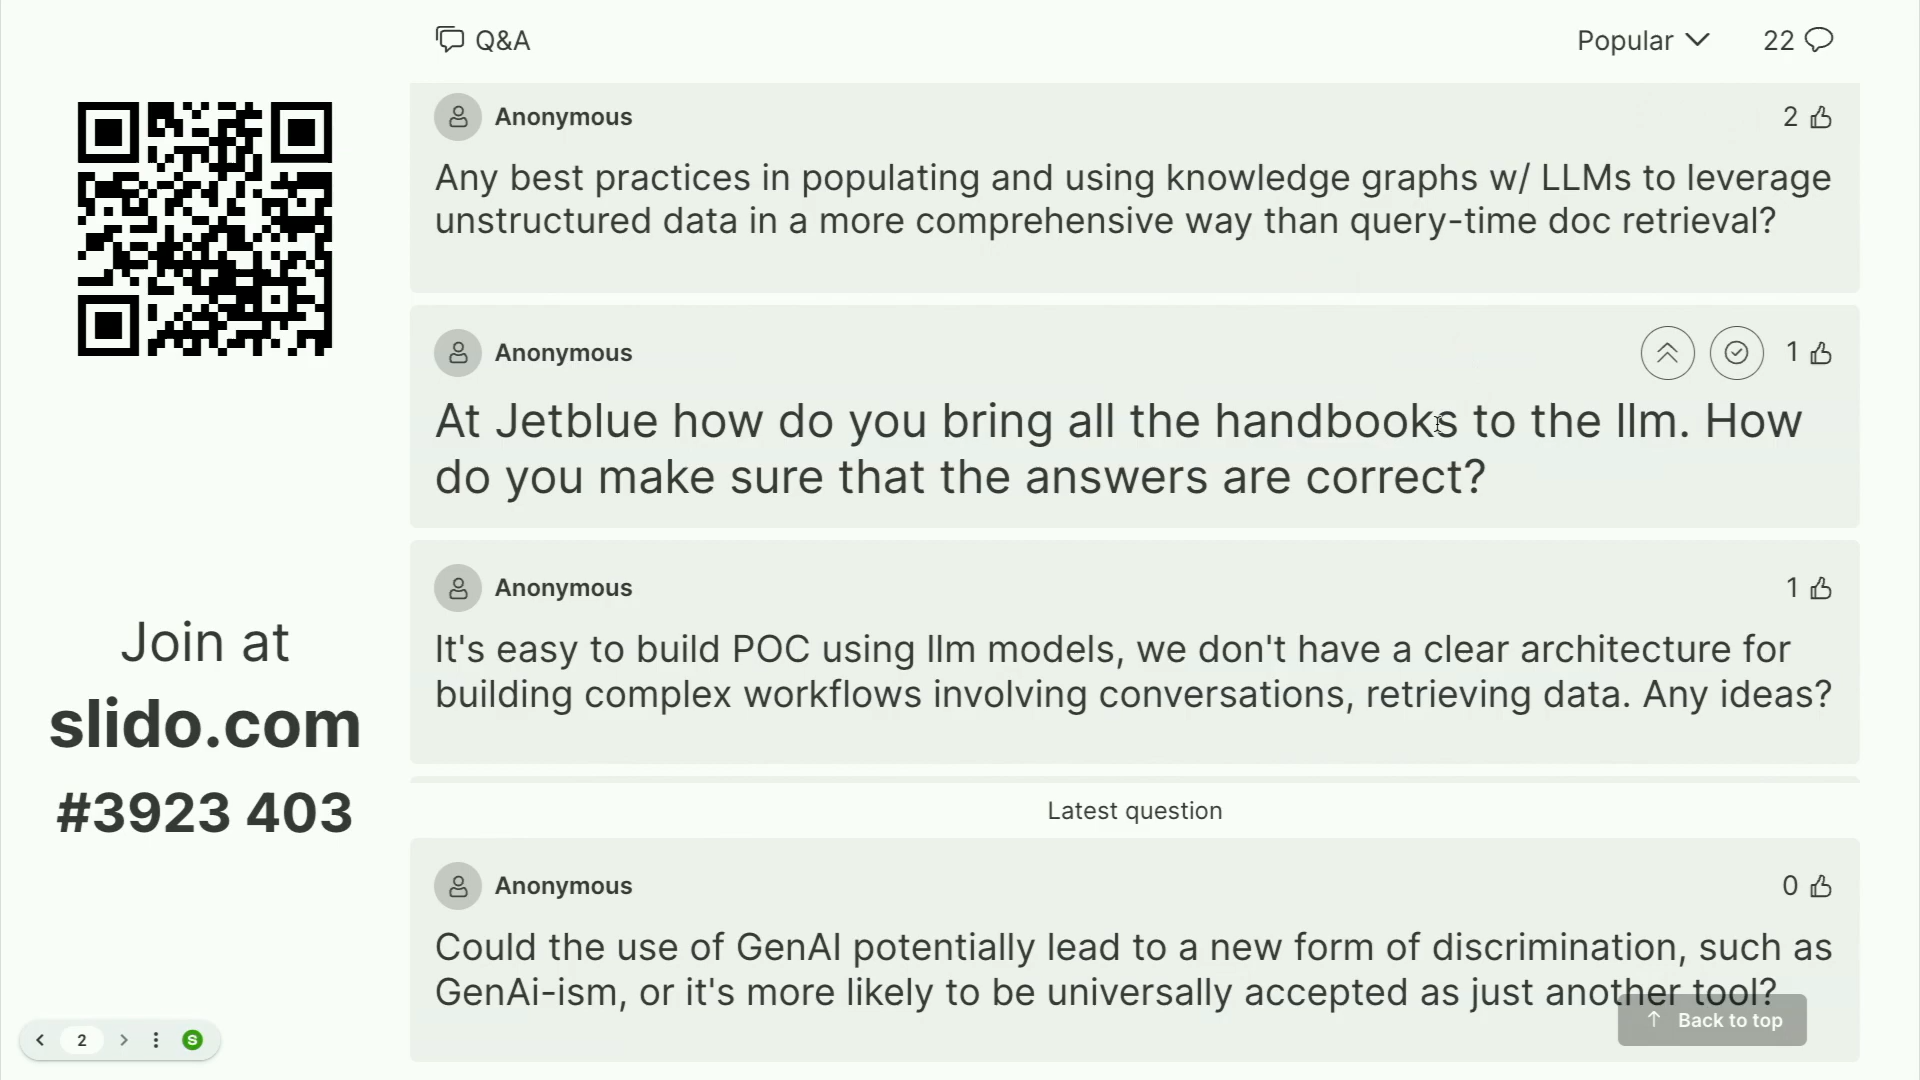 Q&A
Popular
22
Anonymous
2
Any best practices in populating and using knowledge graphs w/ LLMs to leverage
unstructured data in a more comprehensive way than query-time doc retrieval?
Anonymous
1
At Jetblue how do you bring all the handbooks to the llm. How
do you make sure that the answers are correct?
Anonymous
1
It's easy to build POC using llm models, we don't have a clear architecture for
building complex workflows involving conversations, retrieving data. Any ideas?
Latest question
Anonymous
0
Could the use of GenAI potentially lead to a new form of discrimination, such as
GenAi-ism, or it's more likely to be universally accepted as just another tool?
Back to top
Join at
slido.com
#3923 403
2
S